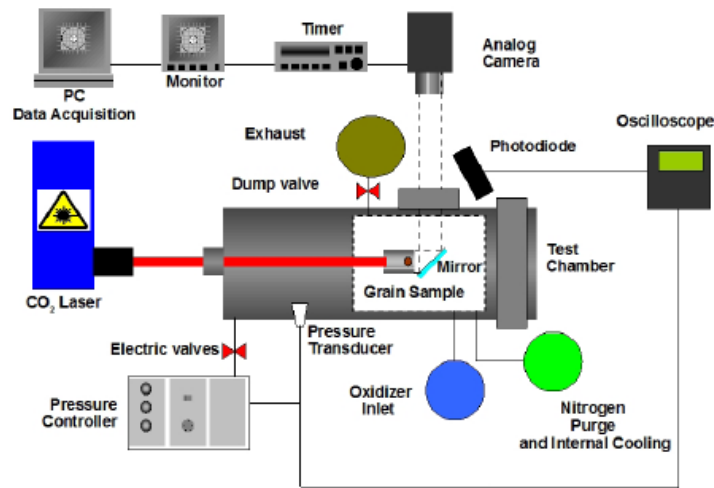 Timer
Analog
Camera
Monitor
PC
Data Acquisition
Exhaust
Oscilloscope
Photodiode
Dump valve
Test
Chamber
Mirror
Grain Sample
CO₂ Laser
Pressure
Transducer
Electric valves
Pressure
Controller
Oxidizer
Inlet
Nitrogen
Purge
and Internal Cooling